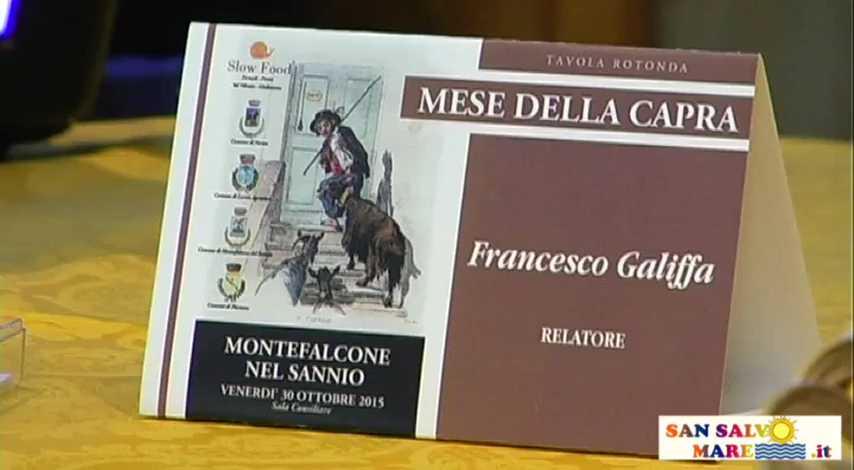 Slow Food
TAVOLA ROTONDA
MESE DELLA CAPRA
Francesco Galiffa
RELATORE
MONTEFALCONE
NEL SANNIO
VENERDI' 30 OTTOBRE 2015
Sala Consiliare
SAN SALVO
MARE .it